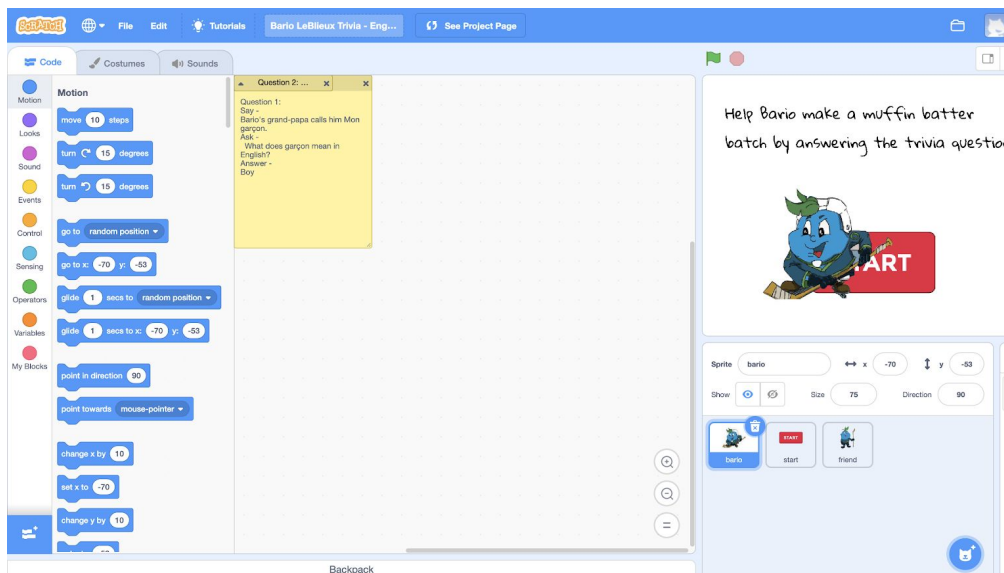 SCRATCH
File Edit Tutorials Bario LeBlieux Trivia - Eng... See Project Page
Code Costumes Sounds
Motion
Looks
Sound
Events
Control
Sensing
Operators
Variables
My Blocks
Motion
move 10 steps
turn 15 degrees
turn 15 degrees
go to random position
go to x: -70 y: -53
glide 1 secs to random position
glide 1 secs to x: -70 y: -53
point in direction 90
point towards mouse-pointer
change x by 10
set x to -70
change y by 10
Question 2: ...
Question 1:
Say -
Bario's grand-papa calls him Mon
garçon.
Ask -
What does garçon mean in
English?
Answer -
Boy
Help Bario make a muffin batter
batch by answering the trivia questio
Sprite bario x -70 y -53
Show Size 75 Direction 90
bario start friend
START
Backpack